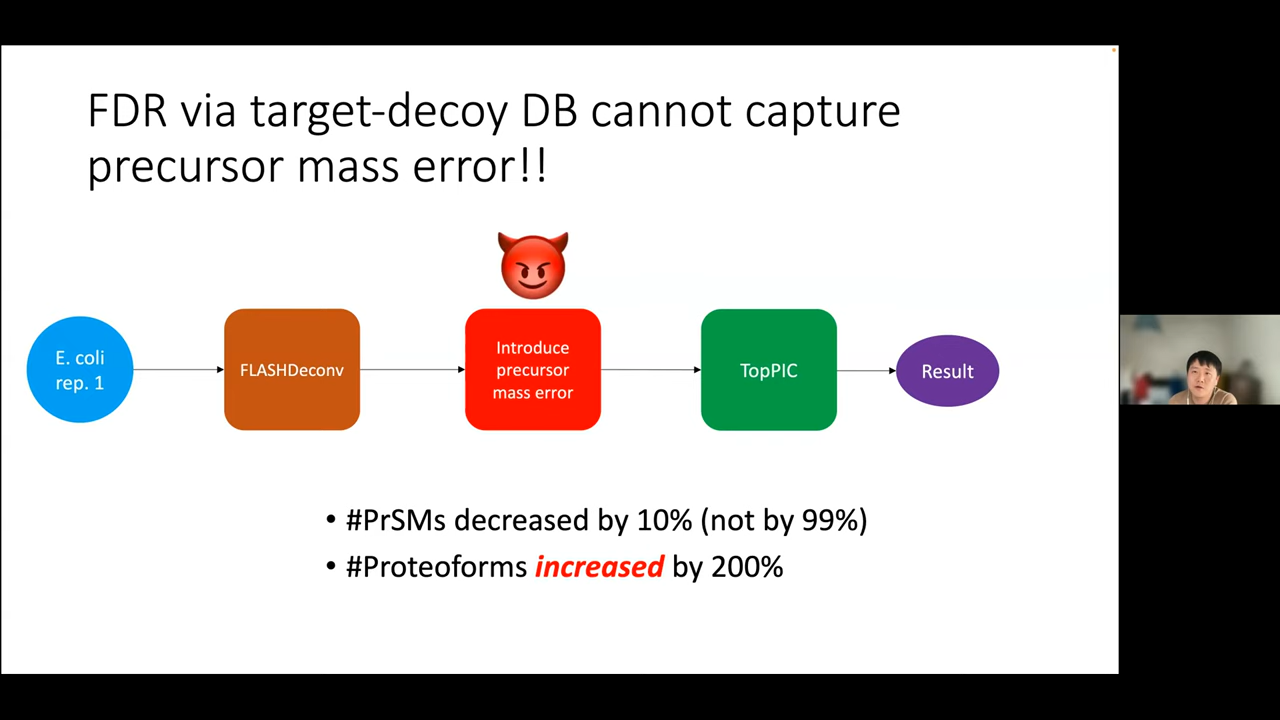 FDR via target-decoy DB cannot capture
precursor mass error!!
E. coli
rep. 1
FLASHDeconv
Introduce
precursor
mass error
TopPIC
Result
• #PrSMs decreased by 10% (not by 99%)
• #Proteoforms increased by 200%